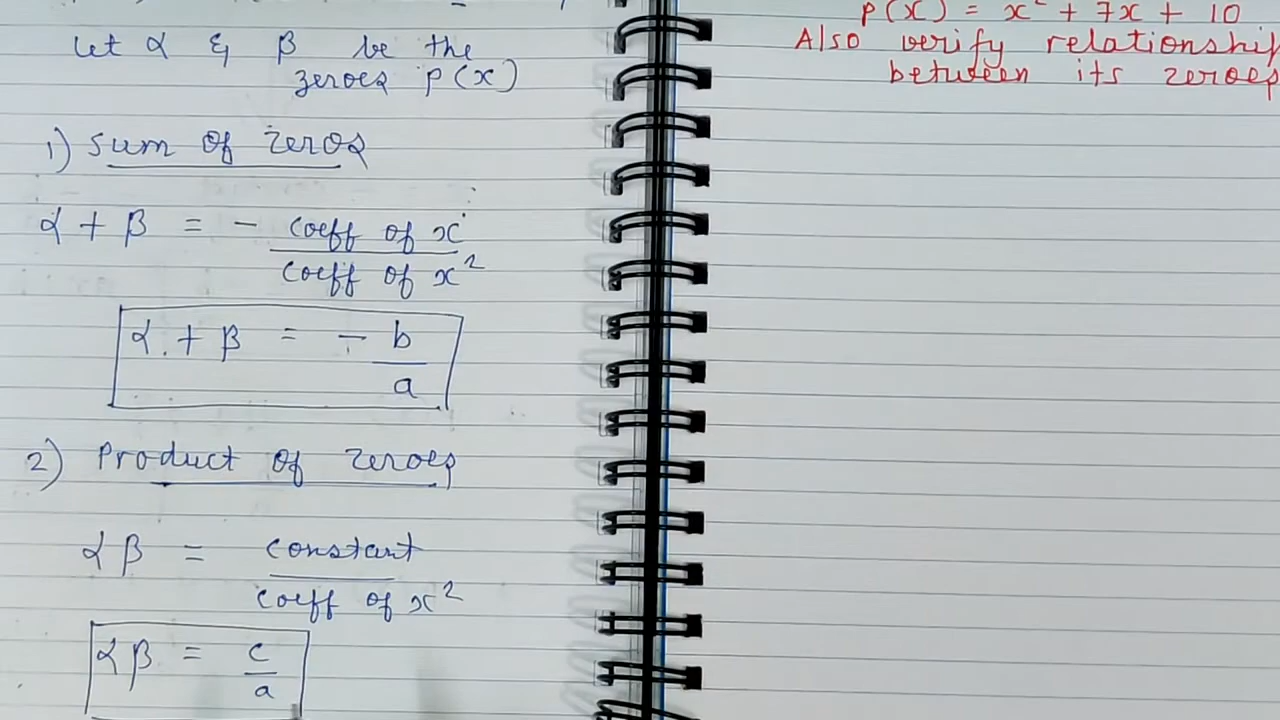 Let α & β be the
zeroes p(x)
1) Sum of zeros
α + β = - coeff of x
coeff of x²
α + β = - b
a
2) Product of zeroes
αβ = constant
coeff of x²
αβ = c
a
p(x) = x² + 7x + 10
Also verify relationship
between its zeroes